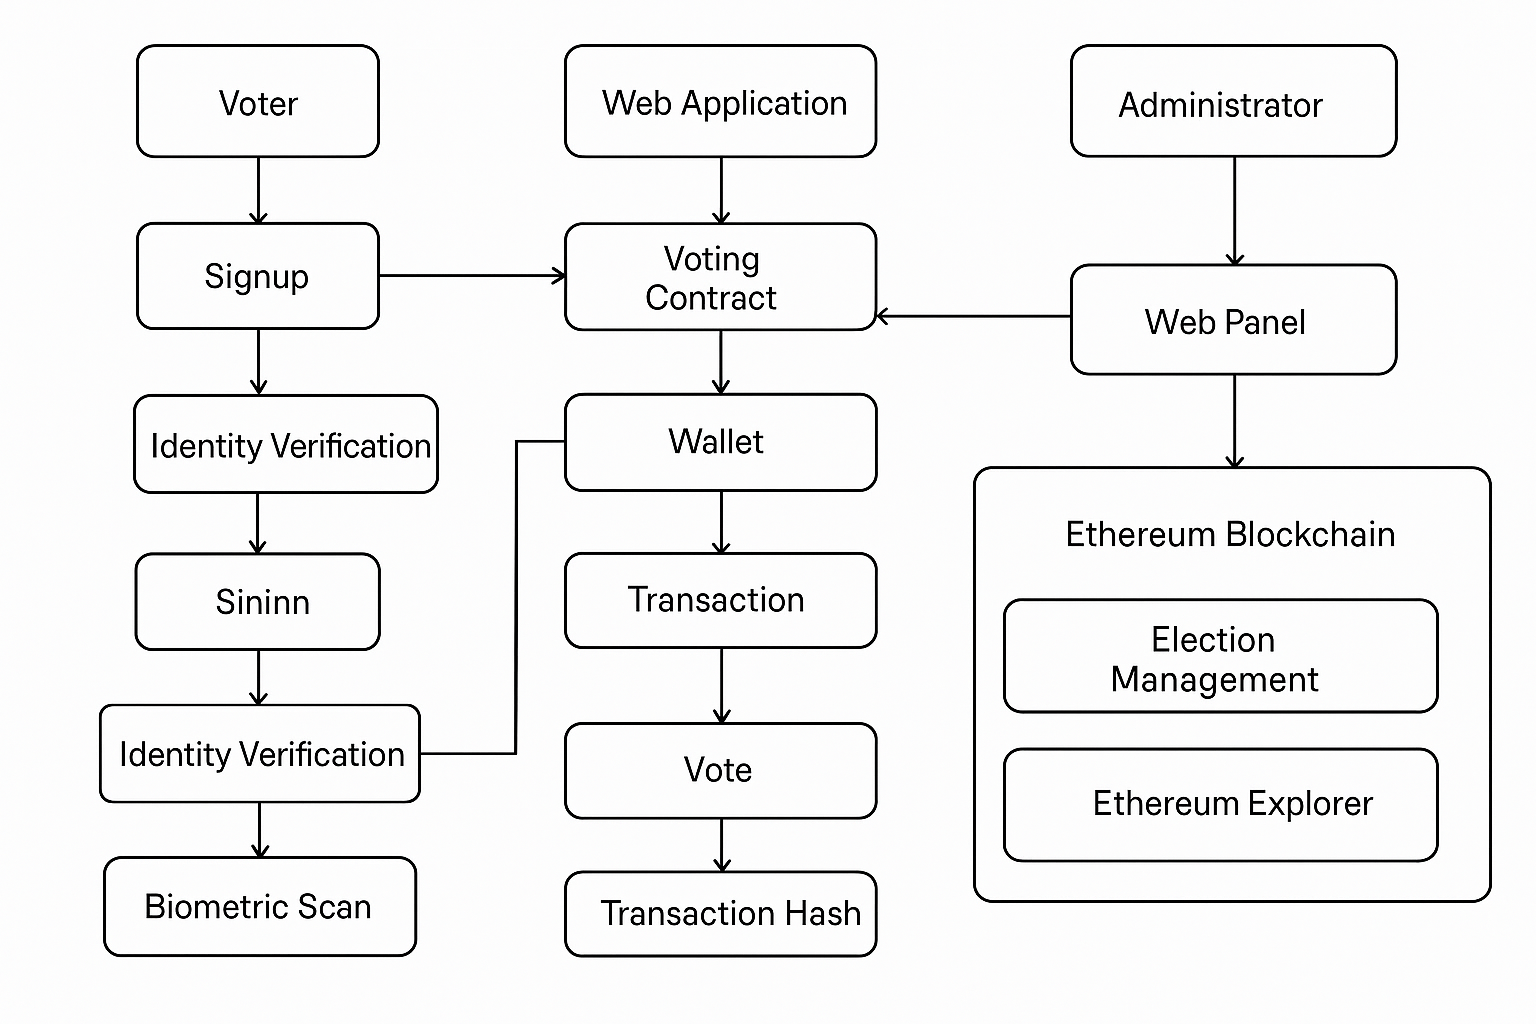 Voter
Signup
Identity Verification
Sininn
Identity Verification
Biometric Scan
Web Application
Voting
Contract
Wallet
Transaction
Vote
Transaction Hash
Administrator
Web Panel
Ethereum Blockchain
Election
Management
Ethereum Explorer